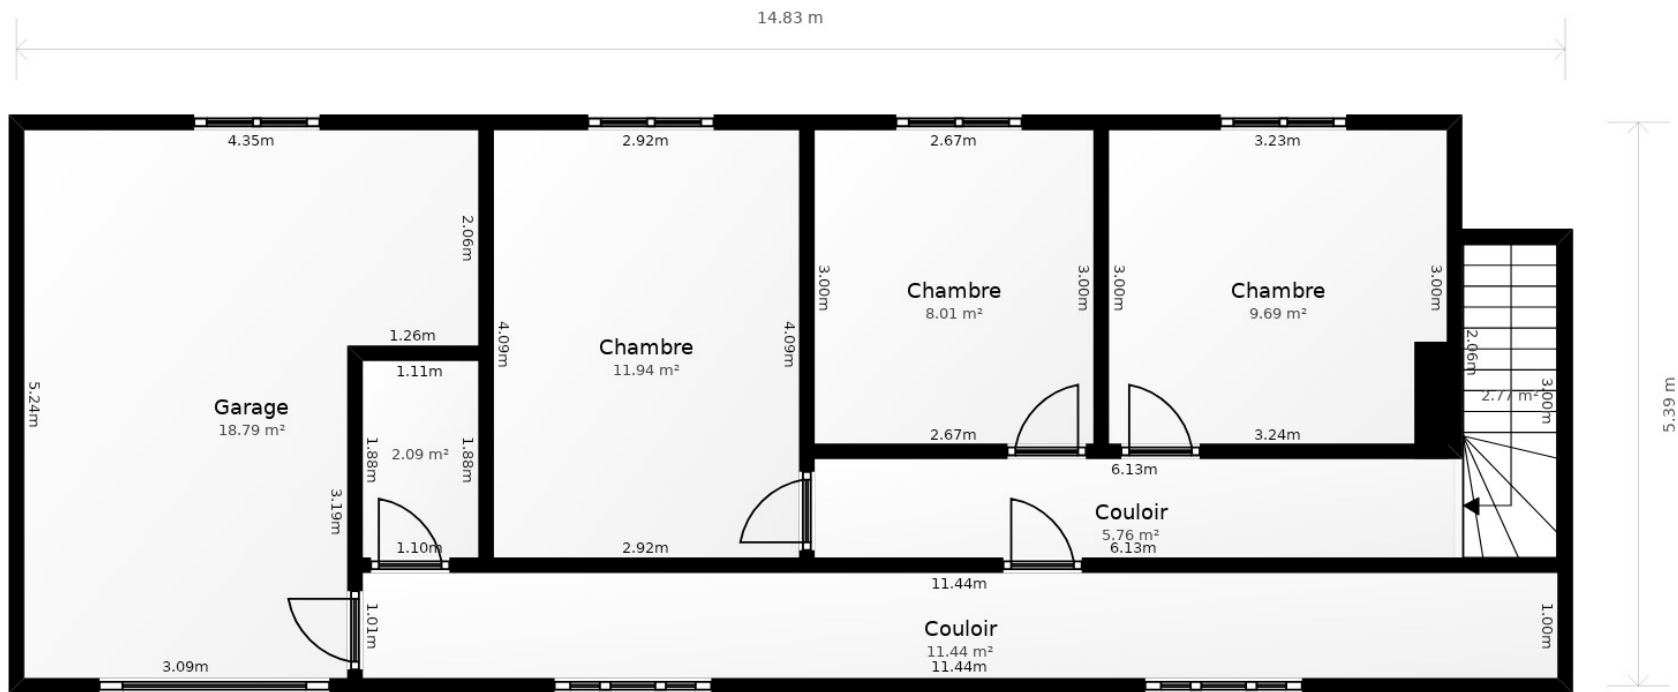 14.83 m
4.35m
2.92m
2.67m
3.23m
2.06m
3.00m
3.00m
3.00m
3.00m
Chambre
8.01 m²
Chambre
9.69 m²
1.26m
4.09m
4.09m
Chambre
11.94 m²
1.11m
2.06m
2.77 m²
3.00m
5.39 m
5.24m
Garage
18.79 m²
2.67m
3.24m
1.88m
2.09 m²
1.88m
6.13m
3.19m
Couloir
5.76 m²
6.13m
1.10m
2.92m
11.44m
1.01m
Couloir
11.44 m²
1.00m
3.09m
11.44m